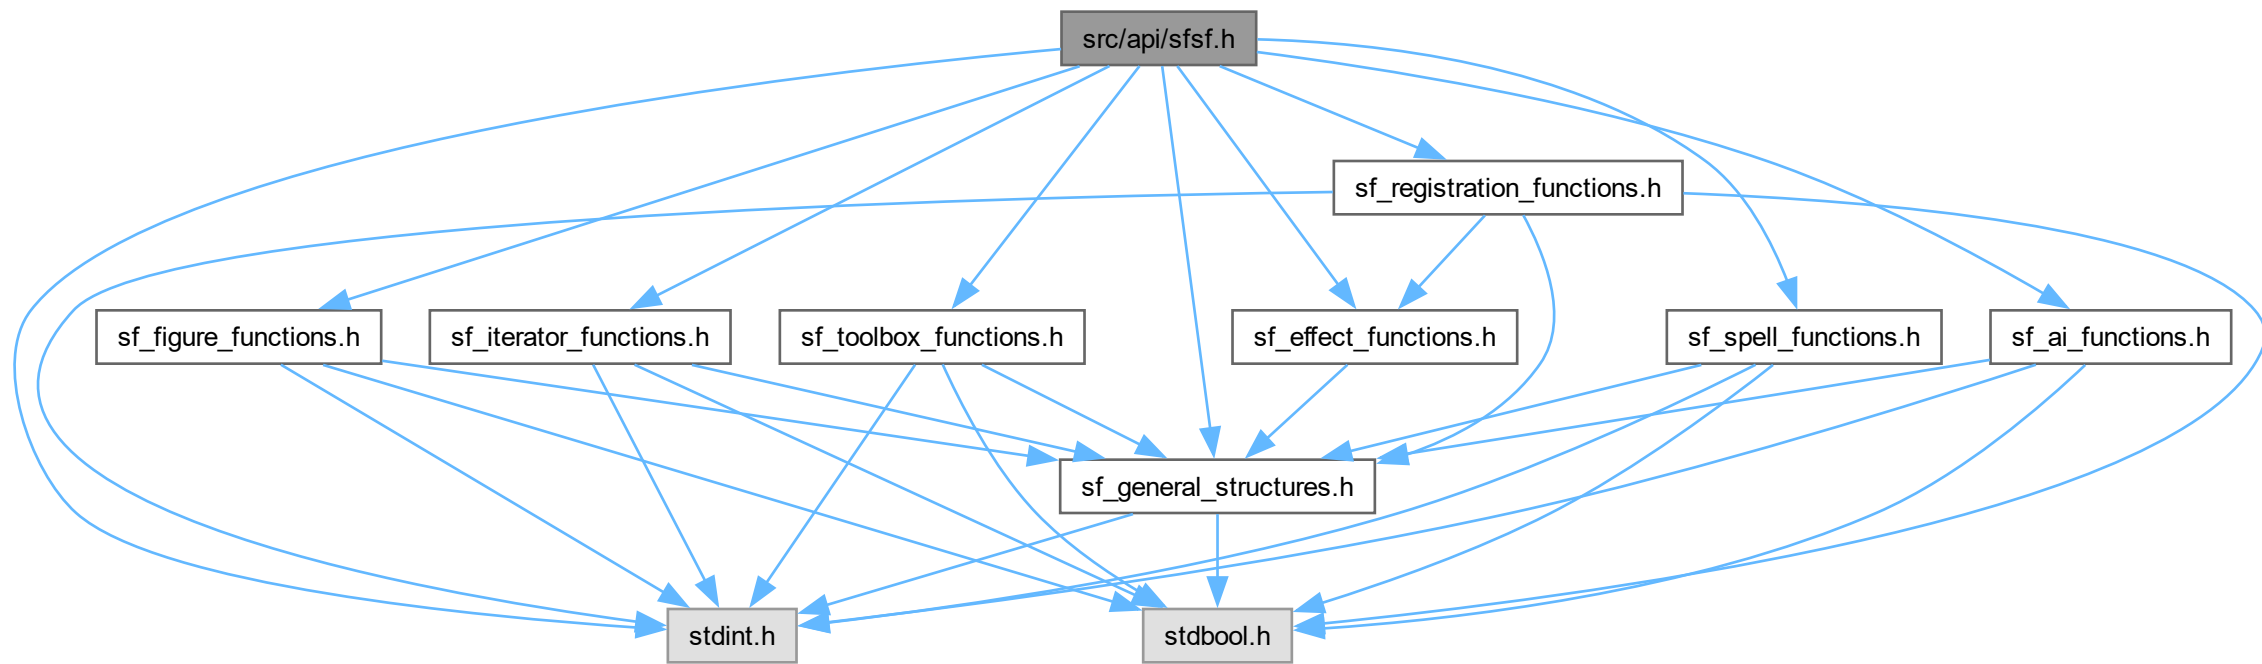 src/api/sfsf.h
sf_registration_functions.h
sf_figure_functions.h
sf_iterator_functions.h
sf_toolbox_functions.h
sf_effect_functions.h
sf_spell_functions.h
sf_ai_functions.h
sf_general_structures.h
stdint.h
stdbool.h